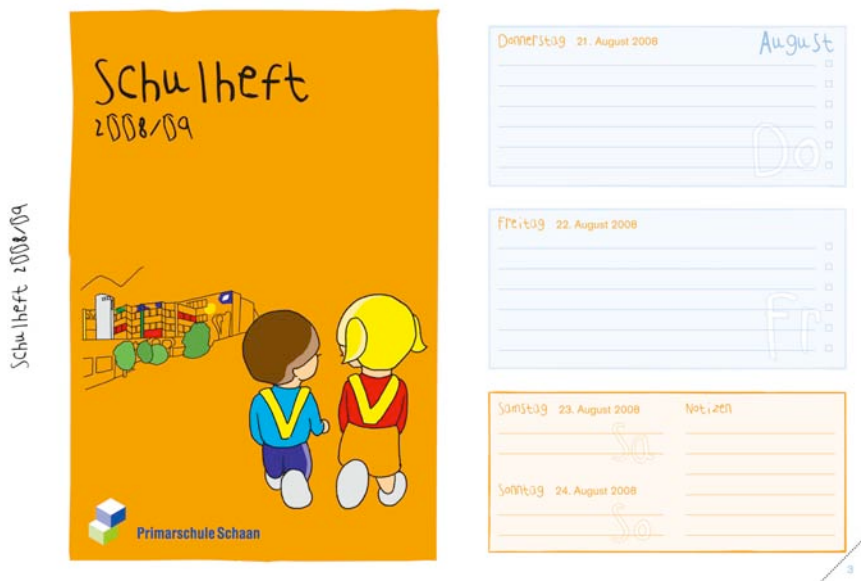 Schulheft 2008/09
Schulheft
2008/09
Primarschule Schaan
Donnerstag 21. August 2008 August
Do
Freitag 22. August 2008
Fr
Samstag 23. August 2008 Notizen
Sa
Sonntag 24. August 2008
So
3